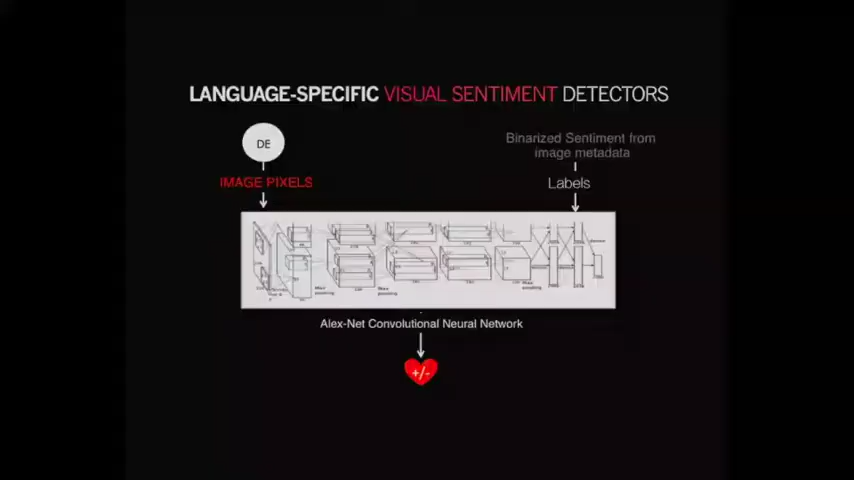 LANGUAGE-SPECIFIC VISUAL SENTIMENT DETECTORS
DE
Binarized Sentiment from
image metadata
IMAGE PIXELS
Labels
Alex-Net Convolutional Neural Network
+/-